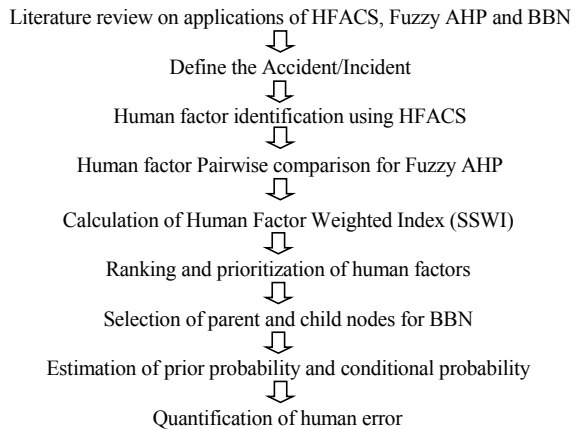 Literature review on applications of HFACS, Fuzzy AHP and BBN
Define the Accident/Incident
Human factor identification using HFACS
Human factor Pairwise comparison for Fuzzy AHP
Calculation of Human Factor Weighted Index (SSWI)
Ranking and prioritization of human factors
Selection of parent and child nodes for BBN
Estimation of prior probability and conditional probability
Quantification of human error